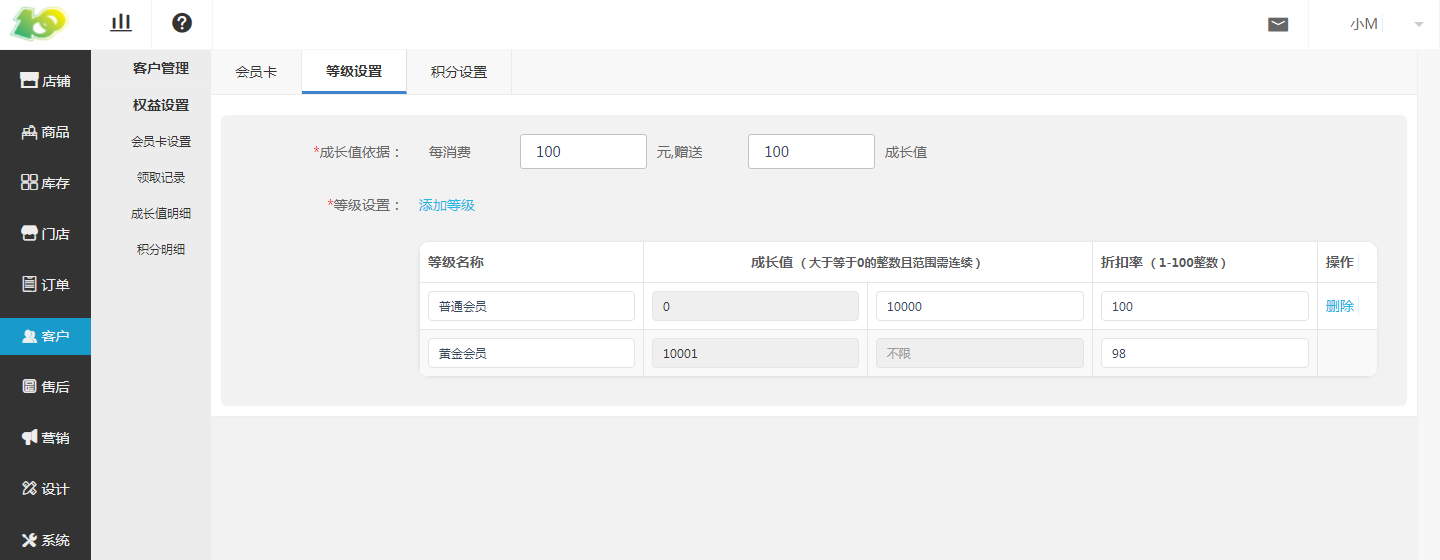 小M
店铺
商品
库存
门店
订单
客户
售后
营销
设计
系统
客户管理
权益设置
会员卡设置
领取记录
成长值明细
积分明细
会员卡
等级设置
积分设置
*成长值依据： 每消费 100 元,赠送 100 成长值
*等级设置： 添加等级
等级名称 成长值（大于等于0的整数且范围需连续） 折扣率（1-100整数） 操作
普通会员 0 10000 100 删除
黄金会员 10001 不限 98